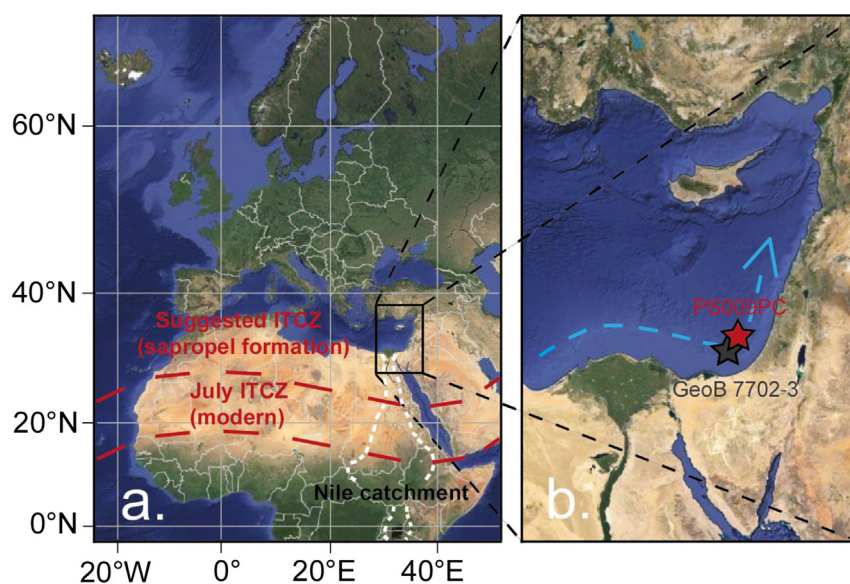 60°N
40°N
20°N
0°N
20°W
0°
20°E
40°E
Suggested ITCZ
(sapropel formation)
July ITCZ
(modern)
Nile catchment
a.
PS009PC
GeoB 7702-3
b.